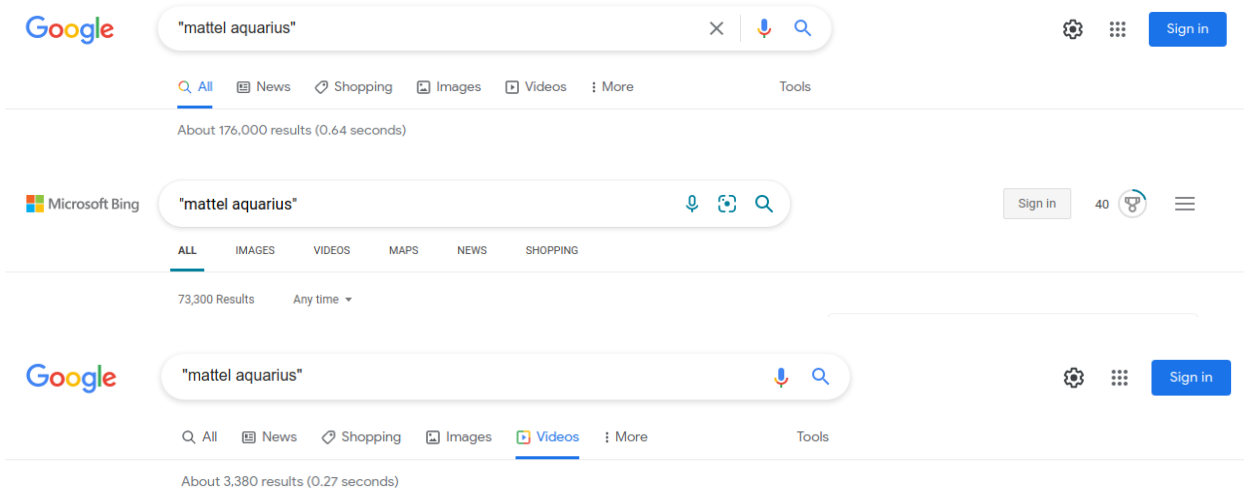 Google "mattel aquarius" Sign in
All News Shopping Images Videos More Tools
About 176,000 results (0.64 seconds)
Microsoft Bing "mattel aquarius" Sign in 40
ALL IMAGES VIDEOS MAPS NEWS SHOPPING
73,300 Results Any time
Google "mattel aquarius" Sign in
All News Shopping Images Videos More Tools
About 3,380 results (0.27 seconds)